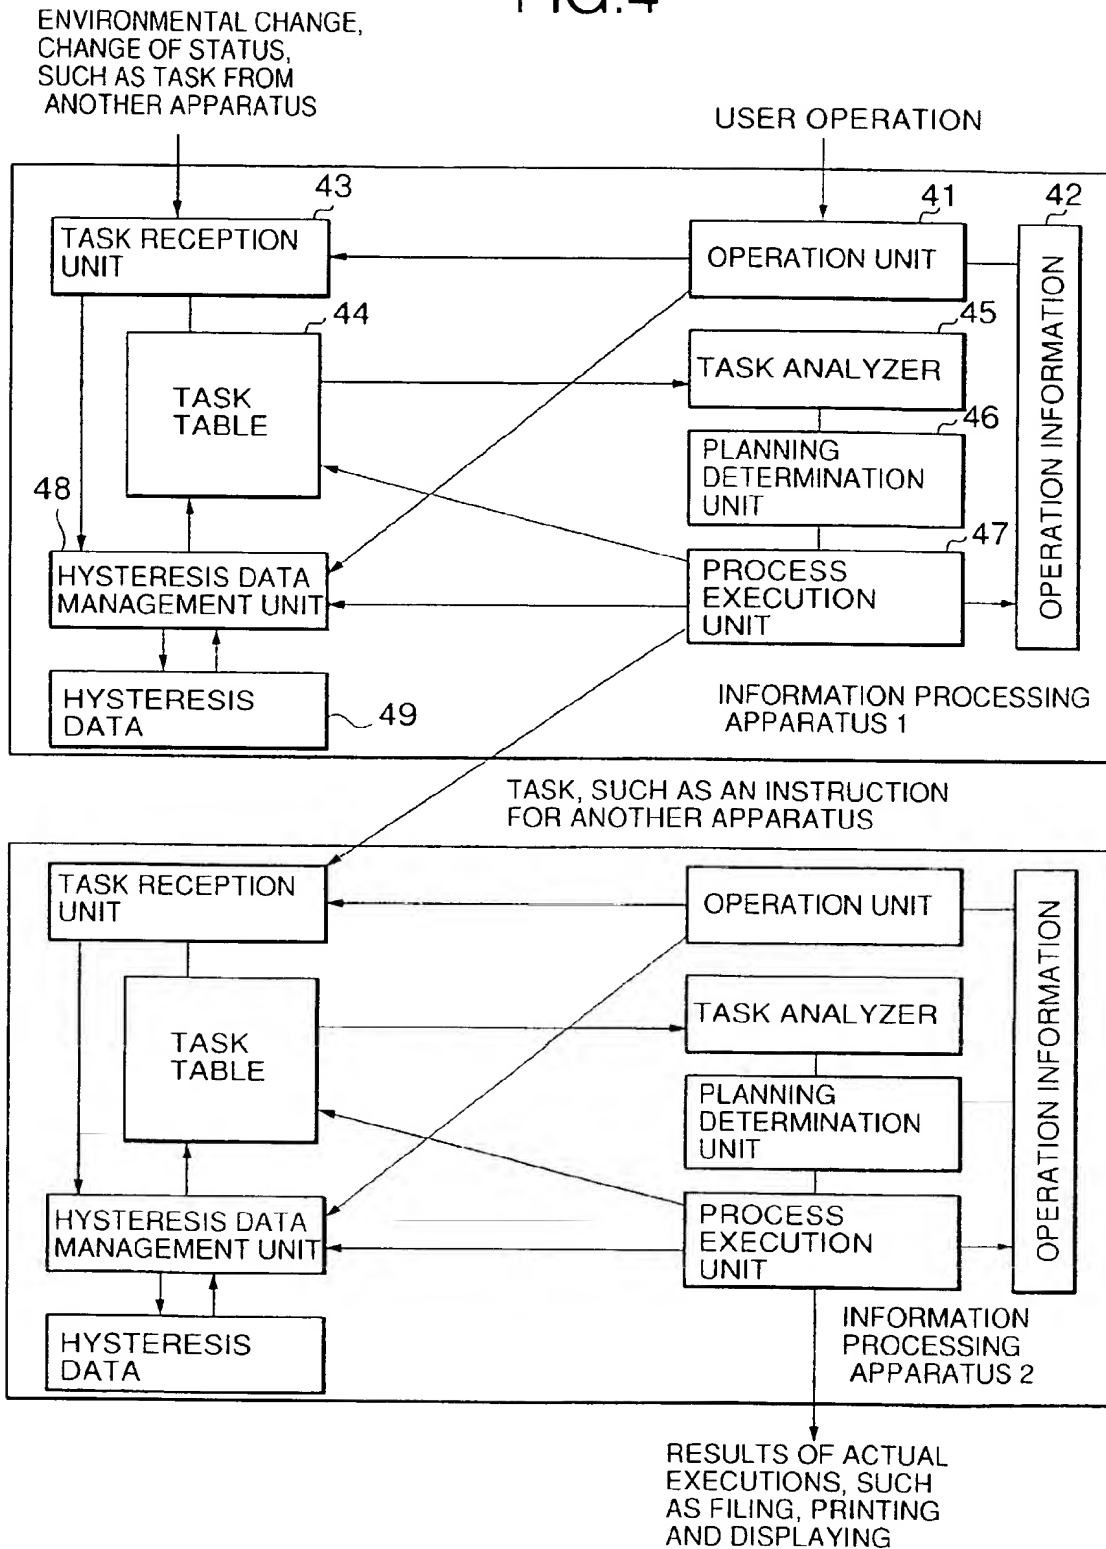 FIG.4
ENVIRONMENTAL CHANGE,
CHANGE OF STATUS,
SUCH AS TASK FROM
ANOTHER APPARATUS
USER OPERATION
43
TASK RECEPTION
UNIT
41
OPERATION UNIT
42
OPERATION INFORMATION
44
TASK
TABLE
45
TASK ANALYZER
46
PLANNING
DETERMINATION
UNIT
47
PROCESS
EXECUTION
UNIT
48
HYSTERESIS DATA
MANAGEMENT UNIT
HYSTERESIS
DATA
49
INFORMATION PROCESSING
APPARATUS 1
TASK, SUCH AS AN INSTRUCTION
FOR ANOTHER APPARATUS
TASK RECEPTION
UNIT
OPERATION UNIT
OPERATION INFORMATION
TASK
TABLE
TASK ANALYZER
PLANNING
DETERMINATION
UNIT
PROCESS
EXECUTION
UNIT
HYSTERESIS DATA
MANAGEMENT UNIT
HYSTERESIS
DATA
INFORMATION
PROCESSING
APPARATUS 2
RESULTS OF ACTUAL
EXECUTIONS, SUCH
AS FILING, PRINTING
AND DISPLAYING